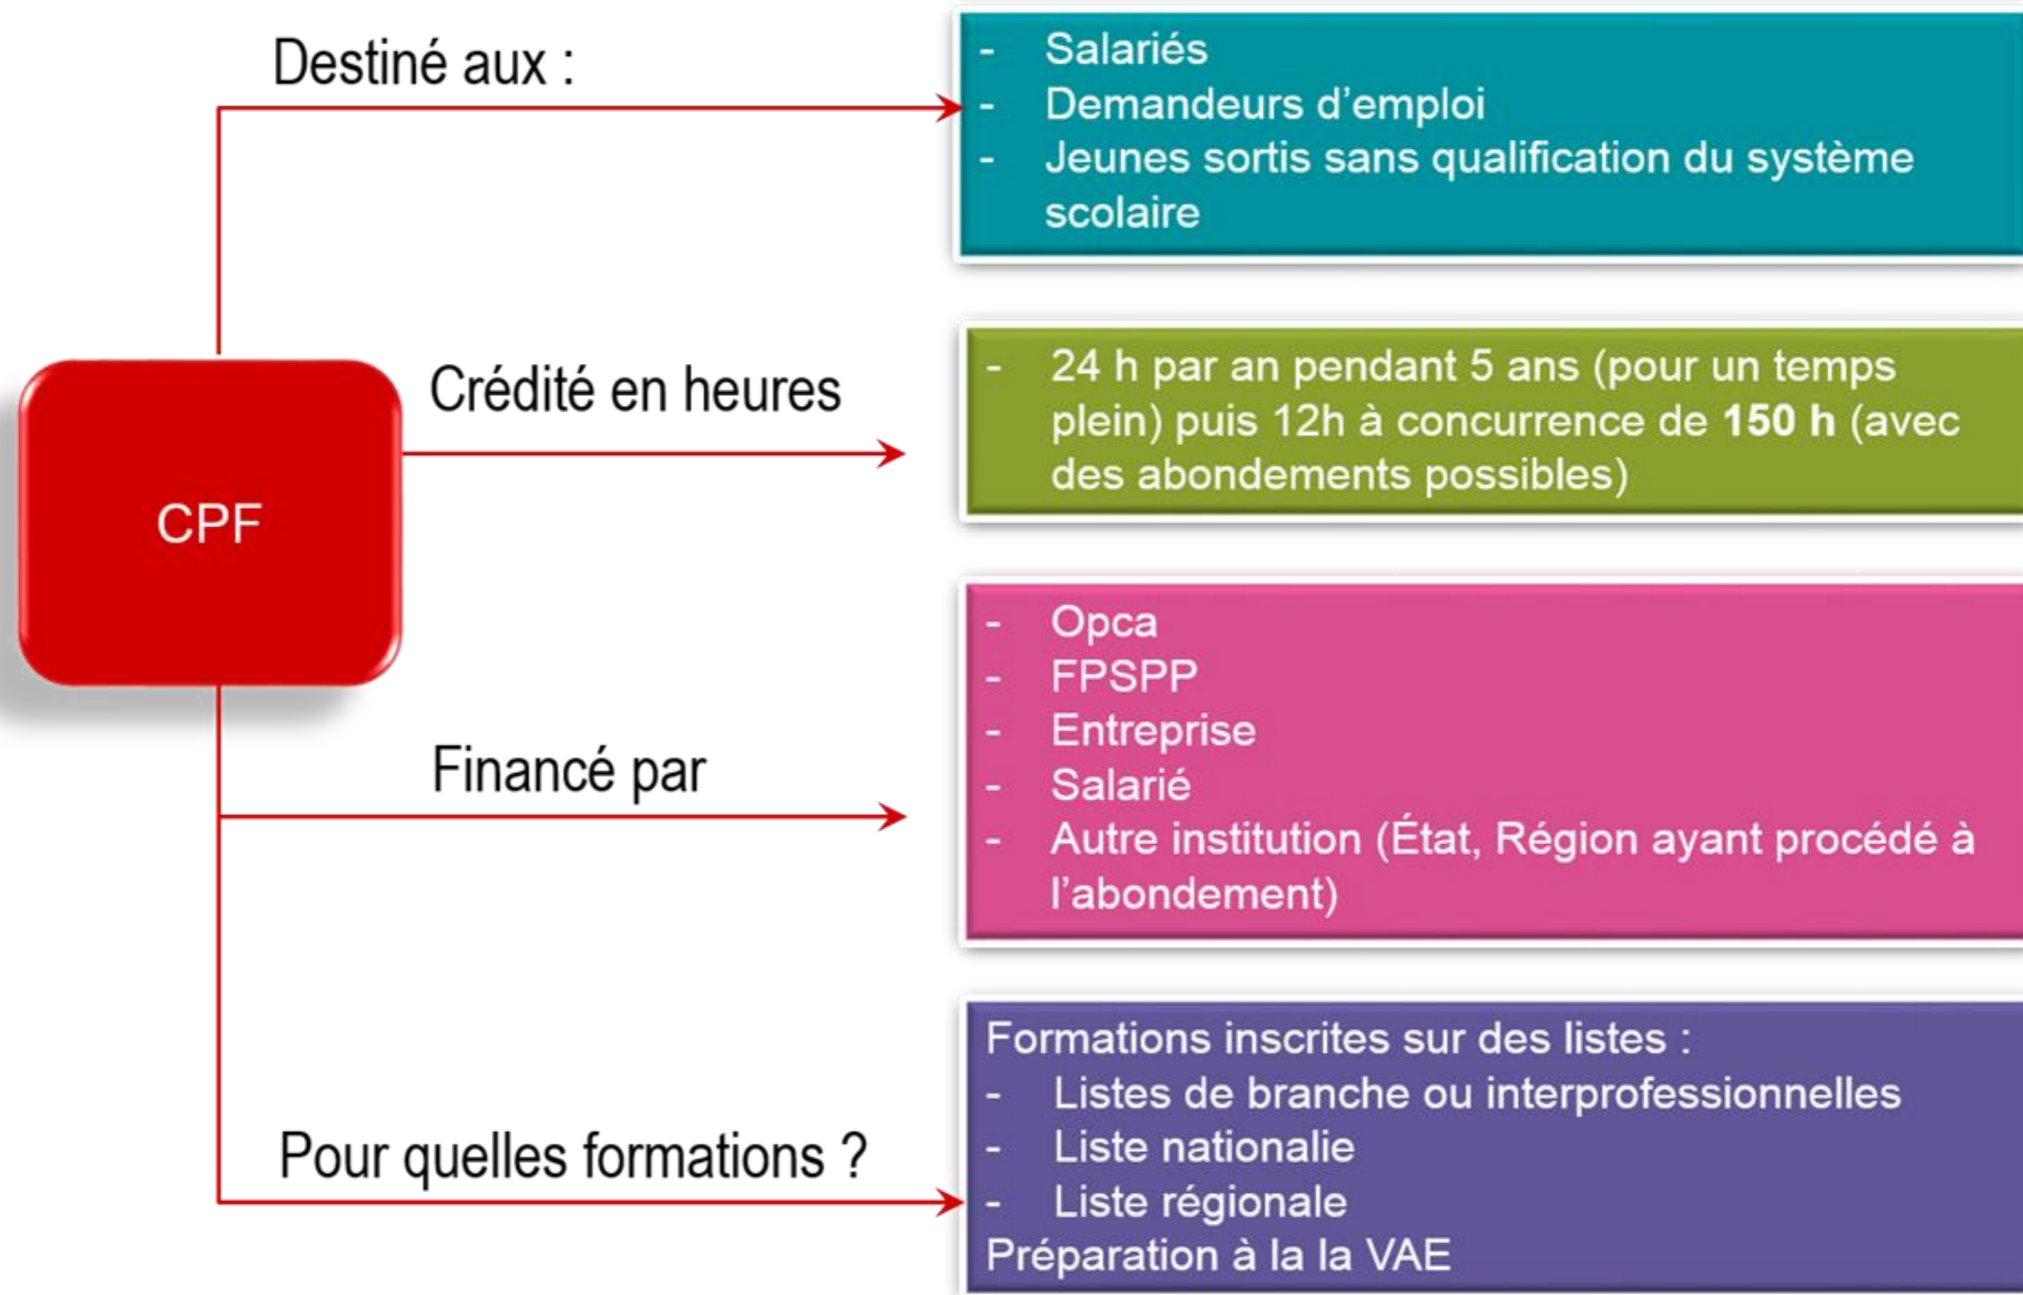 Destiné aux :
- Salariés
- Demandeurs d’emploi
- Jeunes sortis sans qualification du système
scolaire
CPF
Crédité en heures
- 24 h par an pendant 5 ans (pour un temps
plein) puis 12h à concurrence de 150 h (avec
des abondements possibles)
Financé par
- Opca
- FPSPP
- Entreprise
- Salarié
- Autre institution (État, Région ayant procédé à
l’abondement)
Pour quelles formations ?
Formations inscrites sur des listes :
- Listes de branche ou interprofessionnelles
- Liste nationalie
- Liste régionale
Préparation à la la VAE